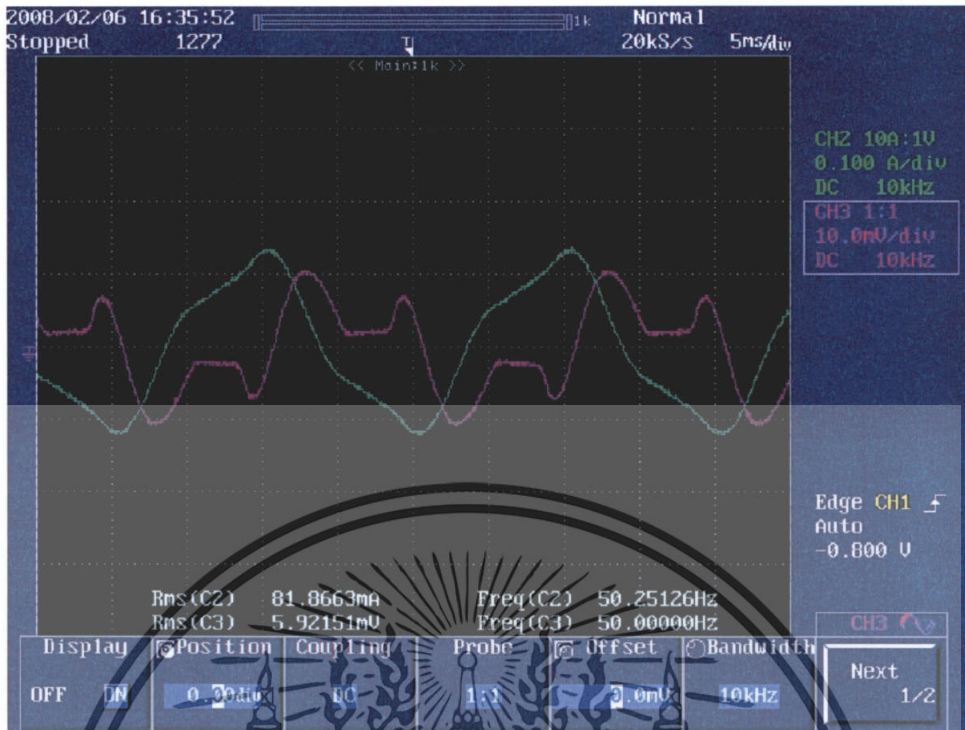 2008/02/06 16:35:52
Stopped 1277
1k
Normal
20kS/s 5ms/div
<< Main:1k >>
CH2 10A:1V
0.100 A/div
DC 10kHz
CH3 1:1
10.0mV/div
DC 10kHz
Edge CH1
Auto
-0.800 V
Rms(C2) 81.8663mA Freq(C2) 50.25126Hz
Rms(C3) 5.92151mV Freq(C3) 50.00000Hz
CH3
Display Position Coupling Probe Offset Bandwidth
OFF ON 0.00div DC 1:1 0.0mV 10kHz
Next
1/2